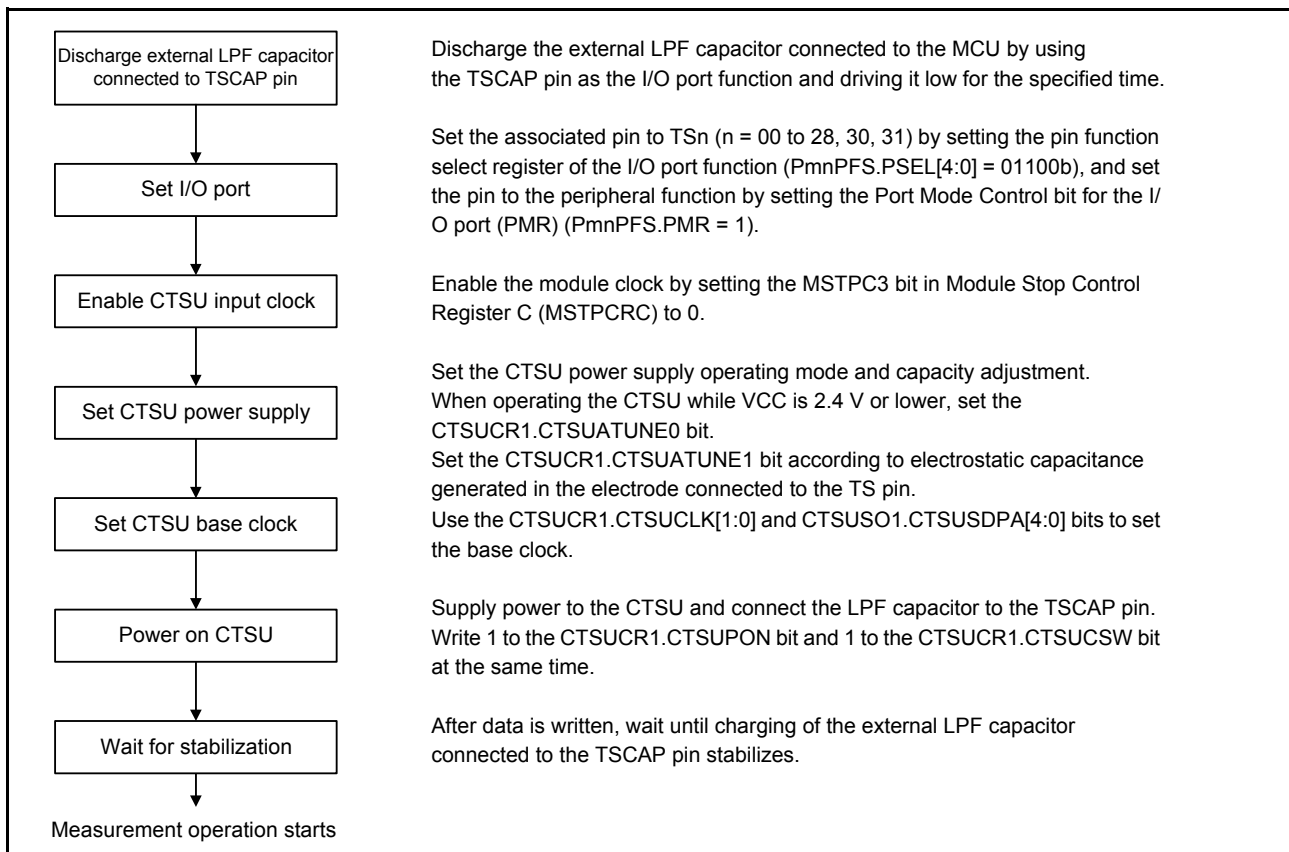 Discharge external LPF capacitor
connected to TSCAP pin
Discharge the external LPF capacitor connected to the MCU by using
the TSCAP pin as the I/O port function and driving it low for the specified time.
Set I/O port
Set the associated pin to TSn (n = 00 to 28, 30, 31) by setting the pin function
select register of the I/O port function (PmnPFS.PSEL[4:0] = 01100b), and set
the pin to the peripheral function by setting the Port Mode Control bit for the I/
O port (PMR) (PmnPFS.PMR = 1).
Enable CTSU input clock
Enable the module clock by setting the MSTPC3 bit in Module Stop Control
Register C (MSTPCRC) to 0.
Set CTSU power supply
Set the CTSU power supply operating mode and capacity adjustment.
When operating the CTSU while VCC is 2.4 V or lower, set the
CTSUCR1.CTSUATUNE0 bit.
Set the CTSUCR1.CTSUATUNE1 bit according to electrostatic capacitance
generated in the electrode connected to the TS pin.
Set CTSU base clock
Use the CTSUCR1.CTSUCLK[1:0] and CTSUSO1.CTSUSDPA[4:0] bits to set
the base clock.
Power on CTSU
Supply power to the CTSU and connect the LPF capacitor to the TSCAP pin.
Write 1 to the CTSUCR1.CTSUPON bit and 1 to the CTSUCR1.CTSUCSW bit
at the same time.
Wait for stabilization
After data is written, wait until charging of the external LPF capacitor
connected to the TSCAP pin stabilizes.
Measurement operation starts